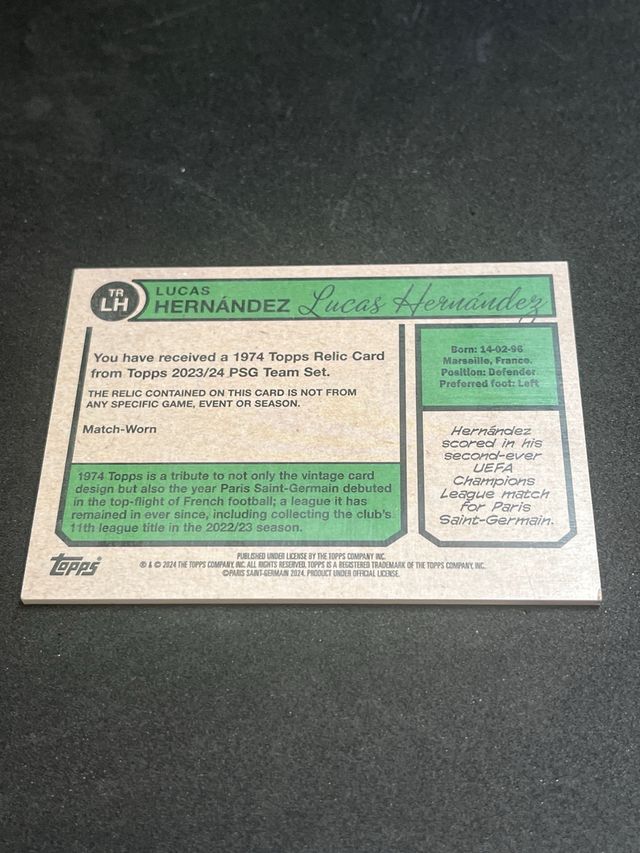 TR
LH
LUCAS
HERNÁNDEZ
Lucas Hernández
You have received a 1974 Topps Relic Card
from Topps 2023/24 PSG Team Set.
THE RELIC CONTAINED ON THIS CARD IS NOT FROM
ANY SPECIFIC GAME, EVENT OR SEASON.
Match-Worn
1974 Topps is a tribute to not only the vintage card
design but also the year Paris Saint-Germain debuted
in the top-flight of French football; a league it has
remained in ever since, including collecting the club's
11th league title in the 2022/23 season.
Born: 14-02-96
Marseille, France.
Position: Defender
Preferred foot: Left
Hernández
scored in his
second-ever
UEFA
Champions
League match
for Paris
Saint-Germain.
Topps®
PUBLISHED UNDER LICENSE BY THE TOPPS COMPANY INC.
® & © 2024 THE TOPPS COMPANY, INC. ALL RIGHTS RESERVED. TOPPS IS A REGISTERED TRADEMARK OF THE TOPPS COMPANY, INC.
©PARIS SAINT-GERMAIN 2024. PRODUCT UNDER OFFICIAL LICENSE.